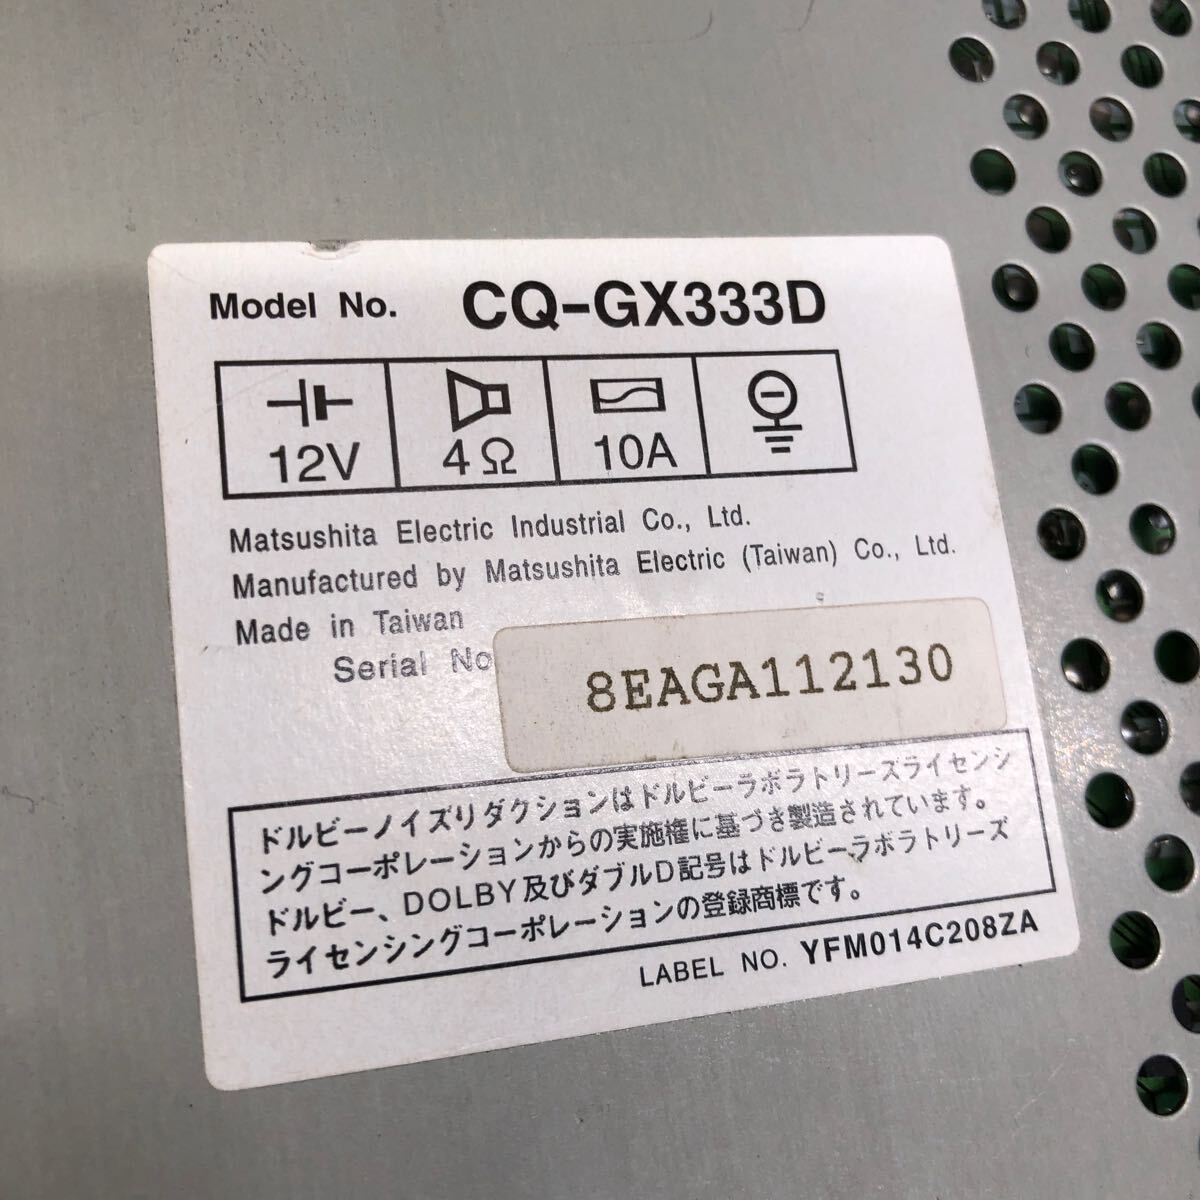 Model No. CQ-GX333D
12V 4Ω 10A
Matsushita Electric Industrial Co., Ltd.
Manufactured by Matsushita Electric (Taiwan) Co., Ltd.
Made in Taiwan
Serial No
8EAGA112130
ドルビーノイズリダクションはドルビーラボラトリーズライセンシ
ングコーポレーションからの実施権に基づき製造されています。
ドルビー、DOLBY及びダブルD記号はドルビーラボラトリーズ
ライセンシングコーポレーションの登録商標です。
LABEL NO. YFM014C208ZA